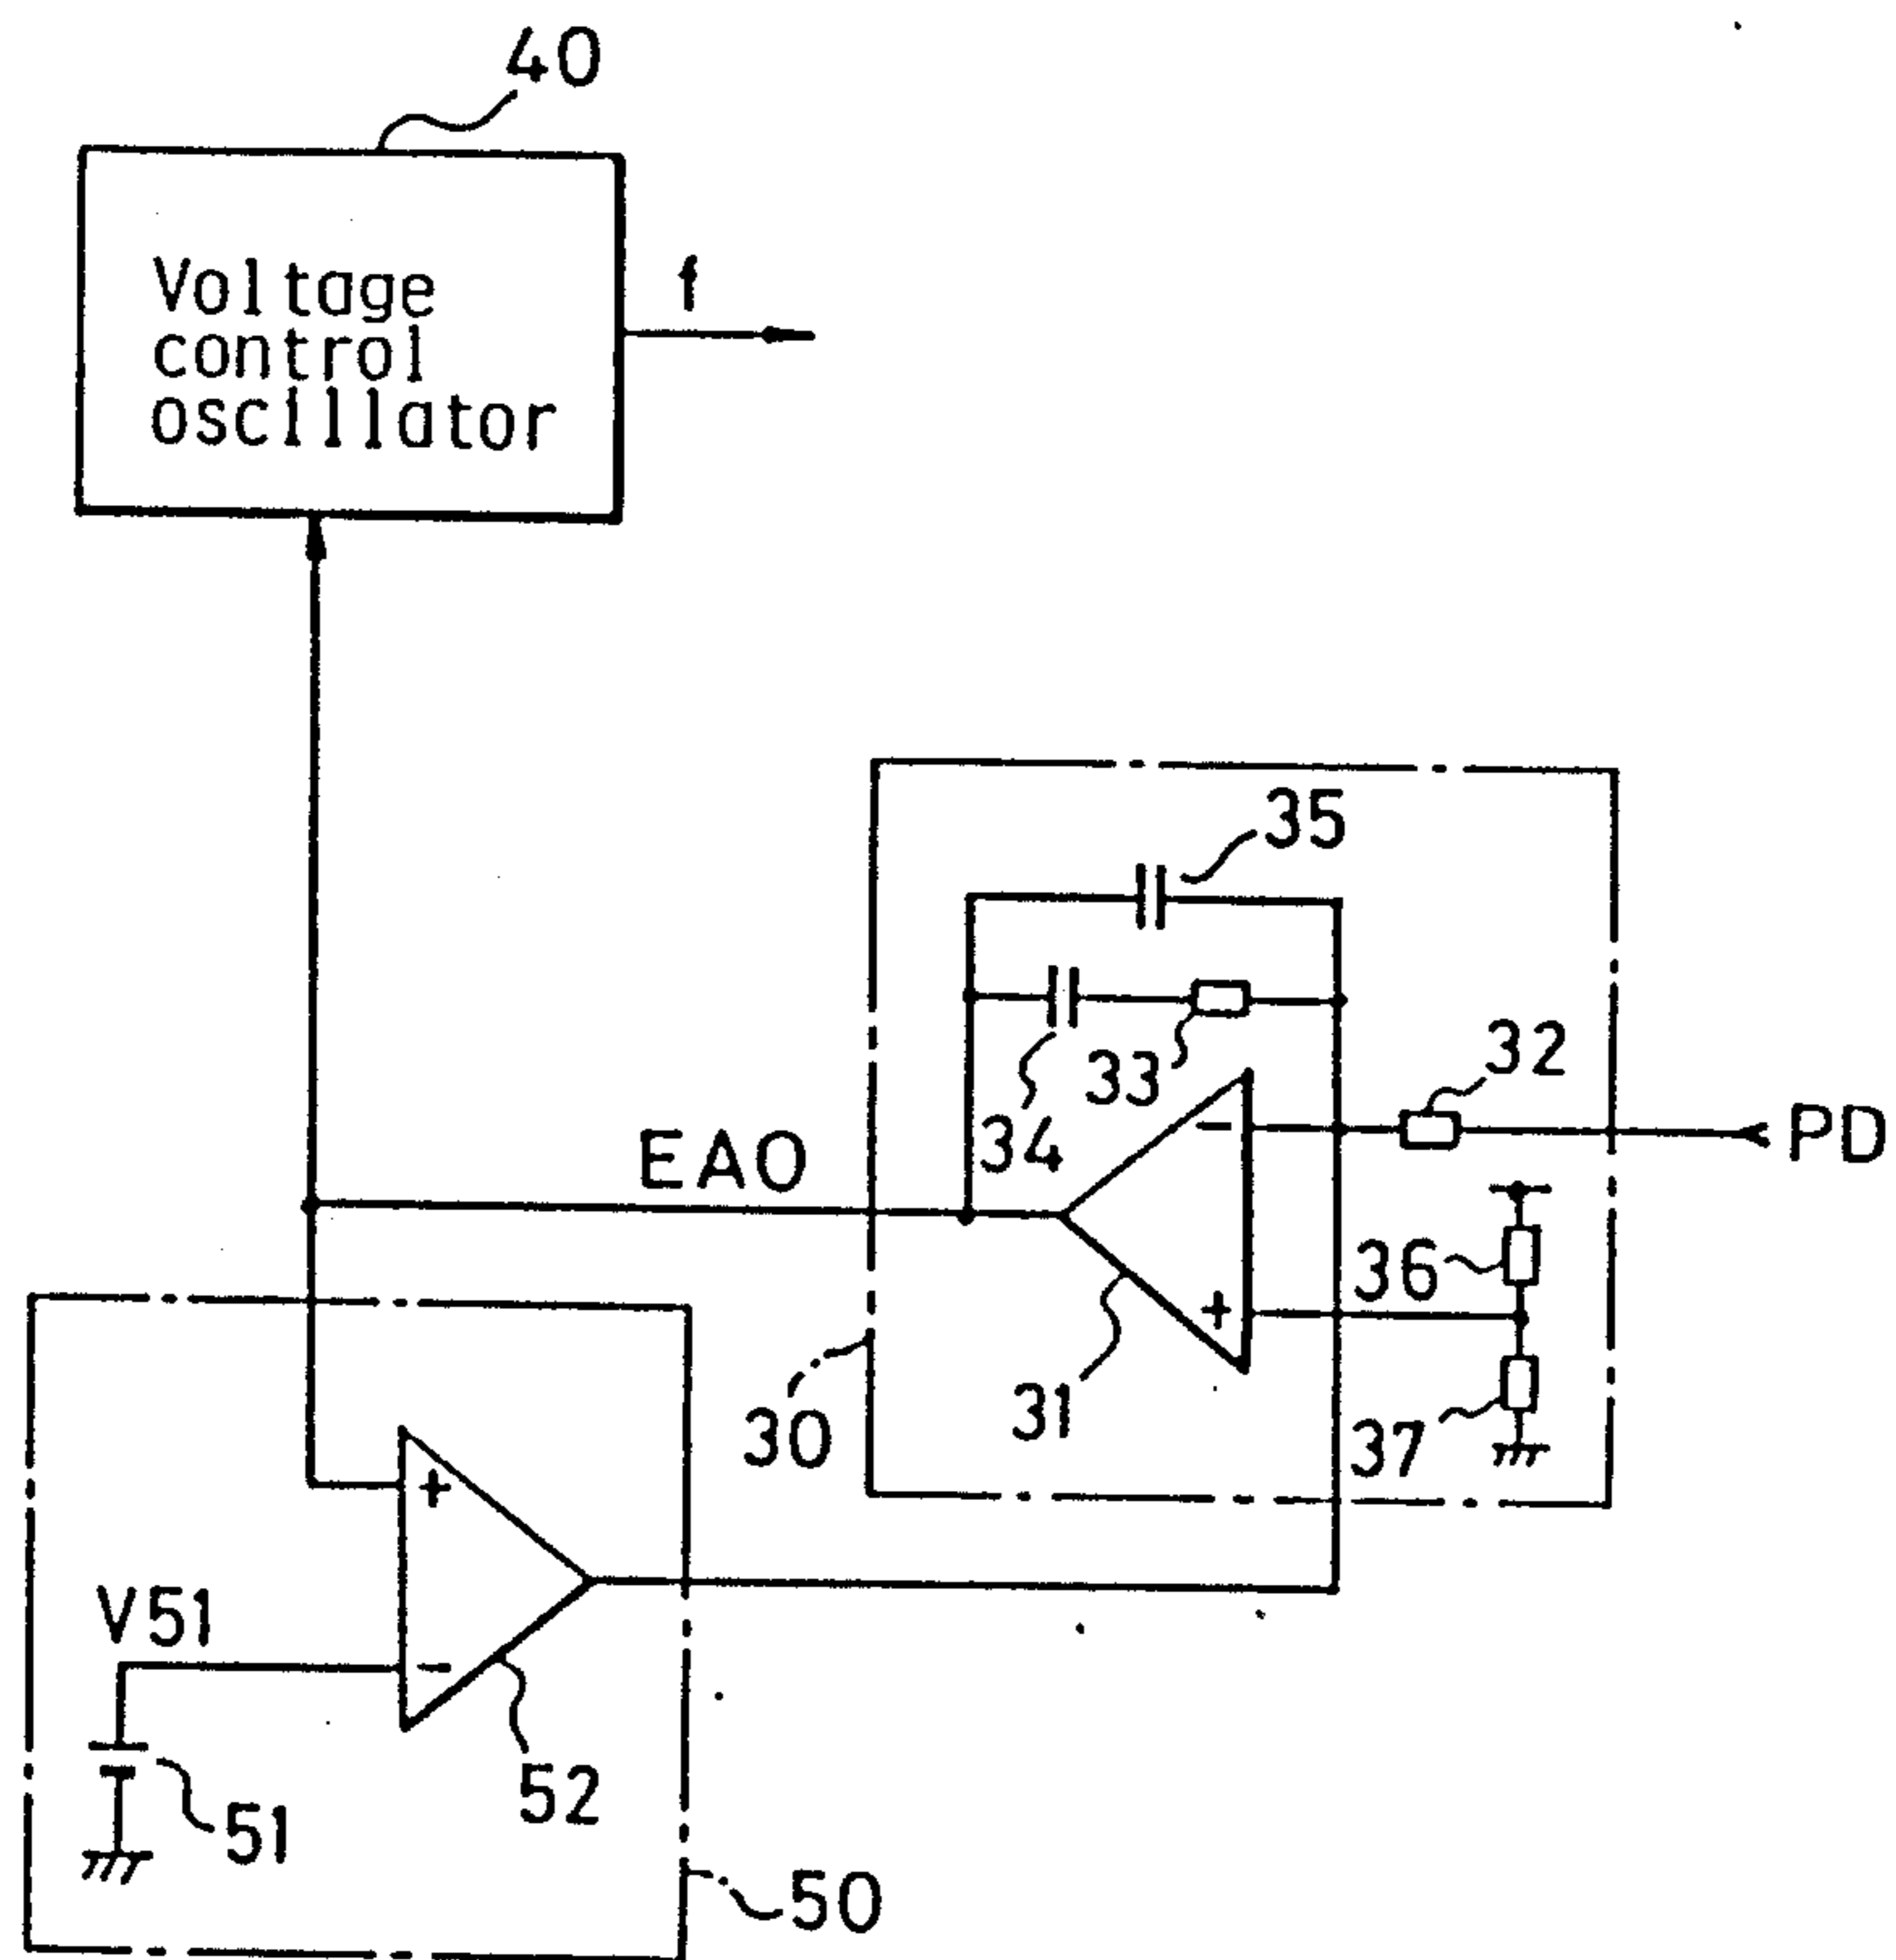 40
Voltage
control
oscillator
f
35
33
32
34
PD
EAO
-
36
+
31
30
37
+
V51
-
52
51
50